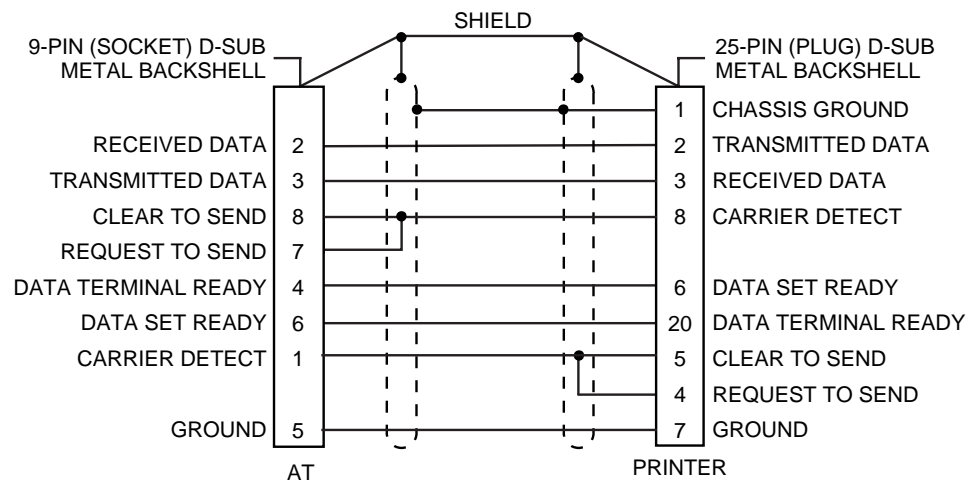 SHIELD
9-PIN (SOCKET) D-SUB
METAL BACKSHELL
25-PIN (PLUG) D-SUB
METAL BACKSHELL
1 CHASSIS GROUND
RECEIVED DATA 2 2 TRANSMITTED DATA
TRANSMITTED DATA 3 3 RECEIVED DATA
CLEAR TO SEND 8 8 CARRIER DETECT
REQUEST TO SEND 7
DATA TERMINAL READY 4 6 DATA SET READY
DATA SET READY 6 20 DATA TERMINAL READY
CARRIER DETECT 1 5 CLEAR TO SEND
4 REQUEST TO SEND
GROUND 5 7 GROUND
AT PRINTER